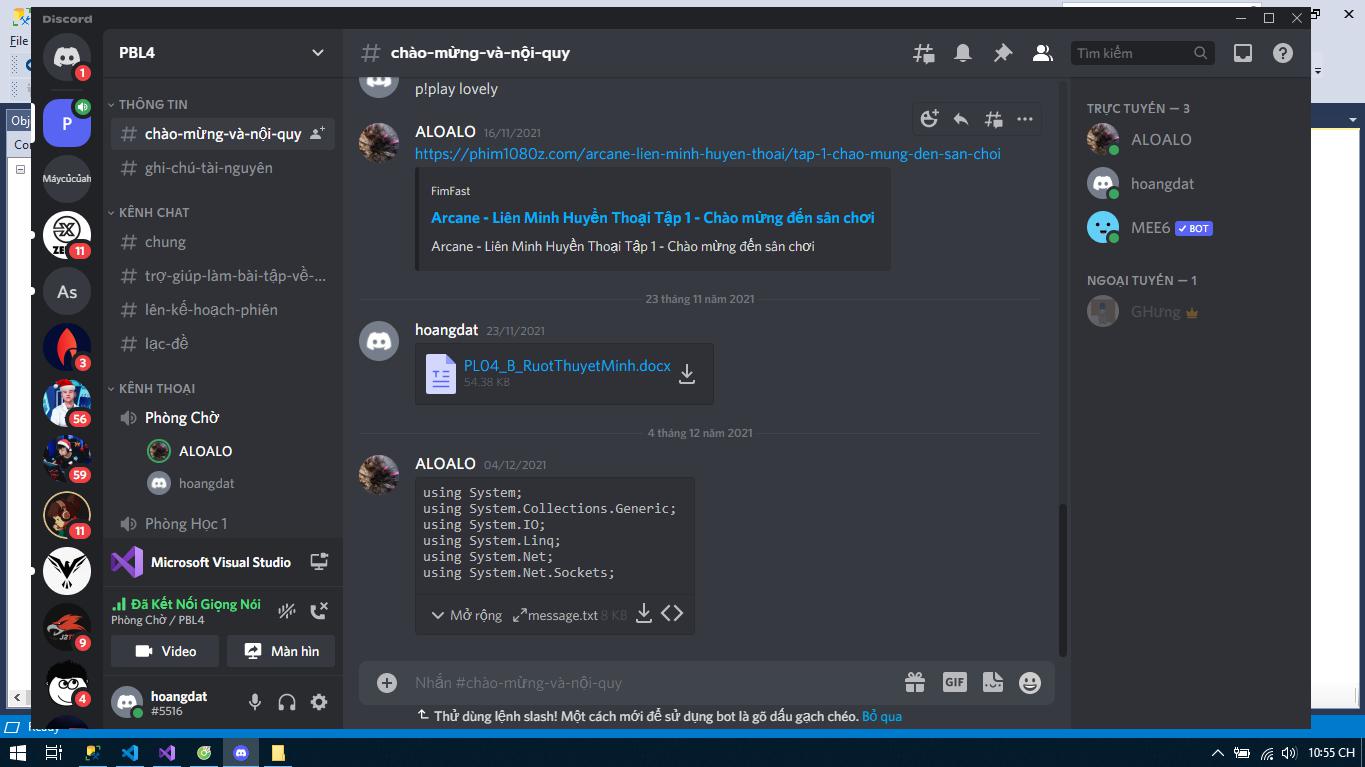 Discord
File
Obj
Co
Ready
1
P
Máycủcủah
11
As
3
56
59
11
9
4
PBL4
THÔNG TIN
chào-mừng-và-nội-quy
ghi-chú-tài-nguyên
KÊNH CHAT
chung
trợ-giúp-làm-bài-tập-về-...
lên-kế-hoạch-phiên
lạc-đề
KÊNH THOẠI
Phòng Chờ
ALOALO
hoangdat
Phòng Học 1
Microsoft Visual Studio
Đã Kết Nối Giọng Nói
Phòng Chờ / PBL4
Video
Màn hìn
hoangdat
#5516
chào-mừng-và-nội-quy
Tìm kiếm
p!play lovely
ALOALO 16/11/2021
https://phim1080z.com/arcane-lien-minh-huyen-thoai/tap-1-chao-mung-den-san-choi
FimFast
Arcane - Liên Minh Huyền Thoại Tập 1 - Chào mừng đến sân chơi
Arcane - Liên Minh Huyền Thoại Tập 1 - Chào mừng đến sân chơi
23 tháng 11 năm 2021
hoangdat 23/11/2021
PL04_B_RuotThuyetMinh.docx
54.38 KB
4 tháng 12 năm 2021
ALOALO 04/12/2021
using System;
using System.Collections.Generic;
using System.IO;
using System.Linq;
using System.Net;
using System.Net.Sockets;
Mở rộng message.txt 8 KB
Nhắn #chào-mừng-và-nội-quy
GIF
Thử dùng lệnh slash! Một cách mới để sử dụng bot là gõ dấu gạch chéo. Bỏ qua
TRỰC TUYẾN — 3
ALOALO
hoangdat
MEE6 BOT
NGOẠI TUYẾN — 1
GHưng
10:55 CH